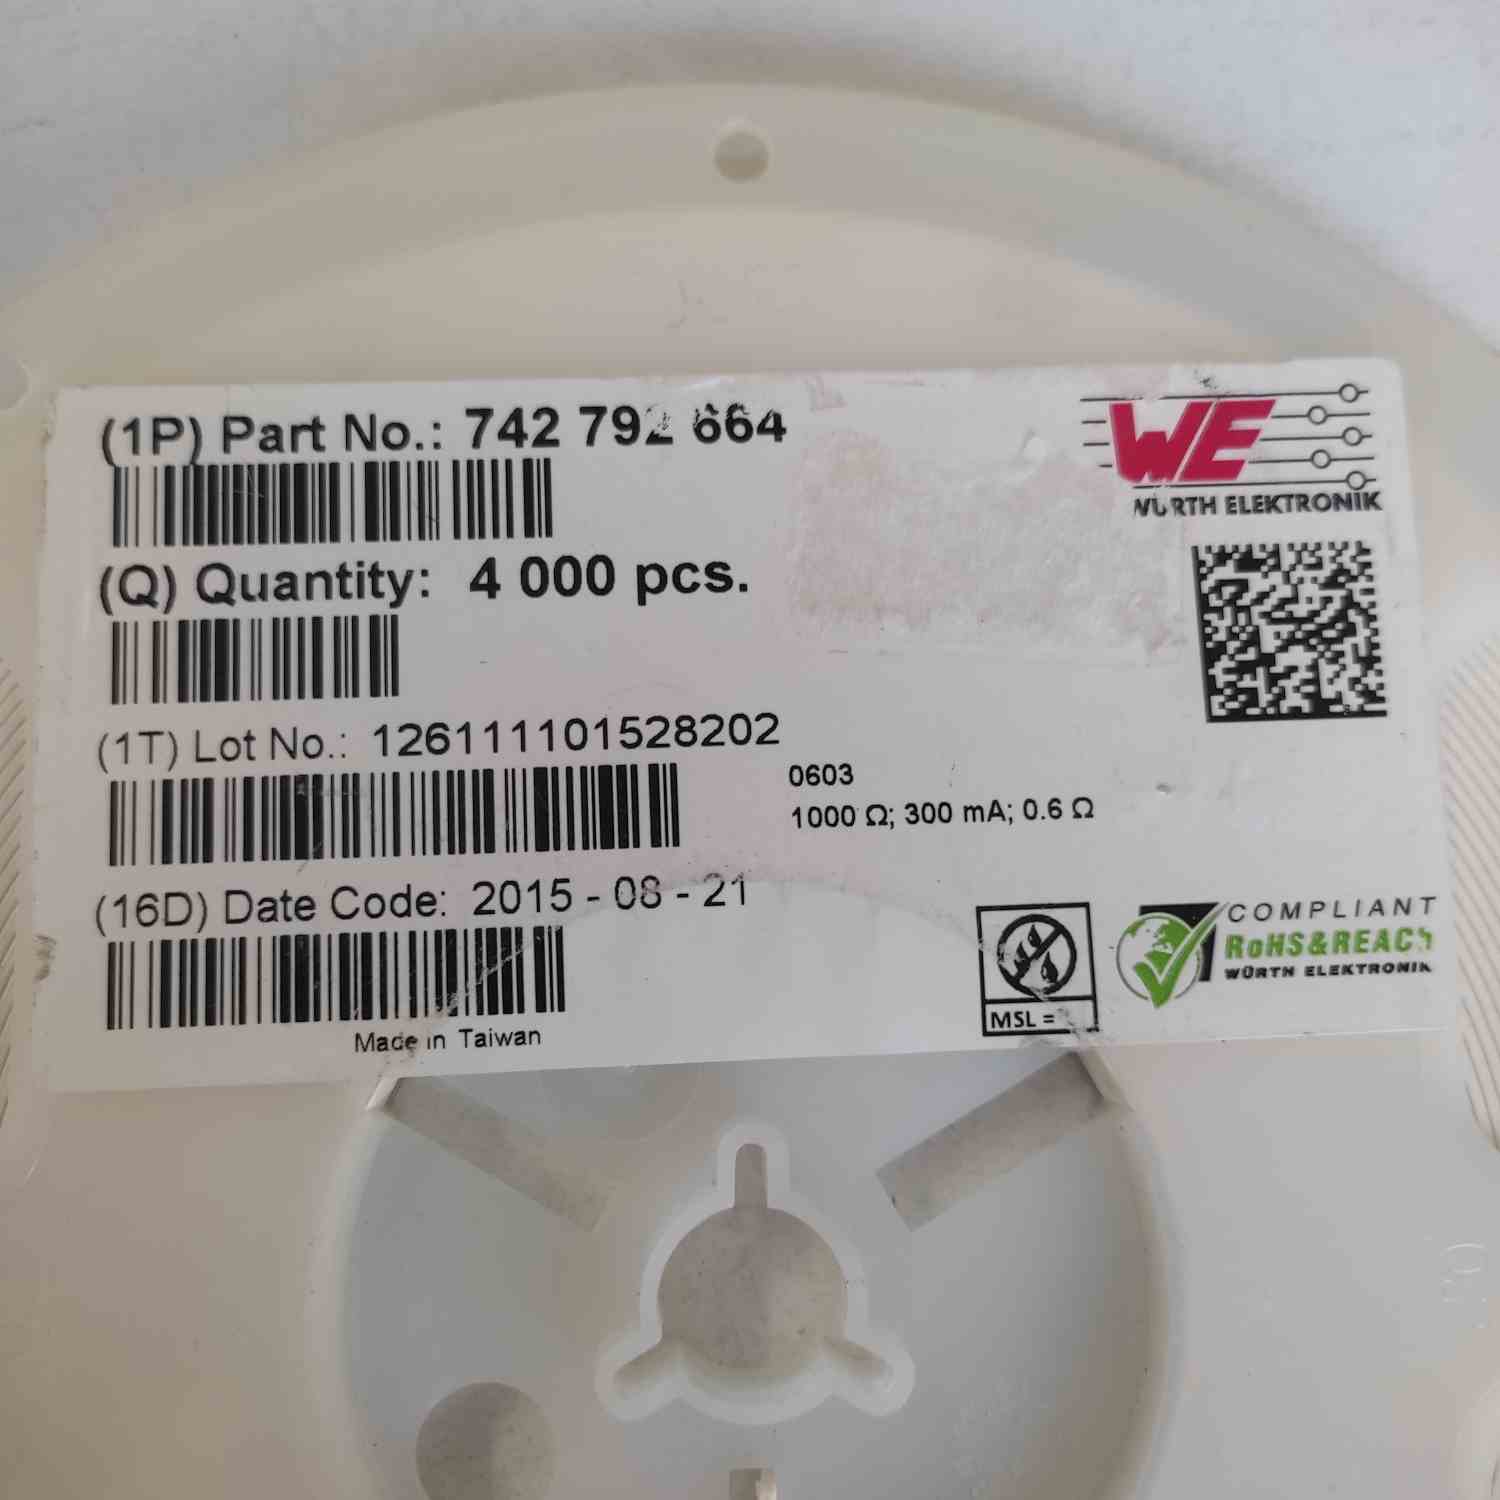 (1P) Part No.: 742 792 664
WE
WÜRTH ELEKTRONIK
(Q) Quantity: 4 000 pcs.
(1T) Lot No.: 126111101528202
0603
1000 Ω; 300 mA; 0.6 Ω
(16D) Date Code: 2015 - 08 - 21
COMPLIANT
RoHS&REACh
WÜRTH ELEKTRONIK
MSL =
Made in Taiwan